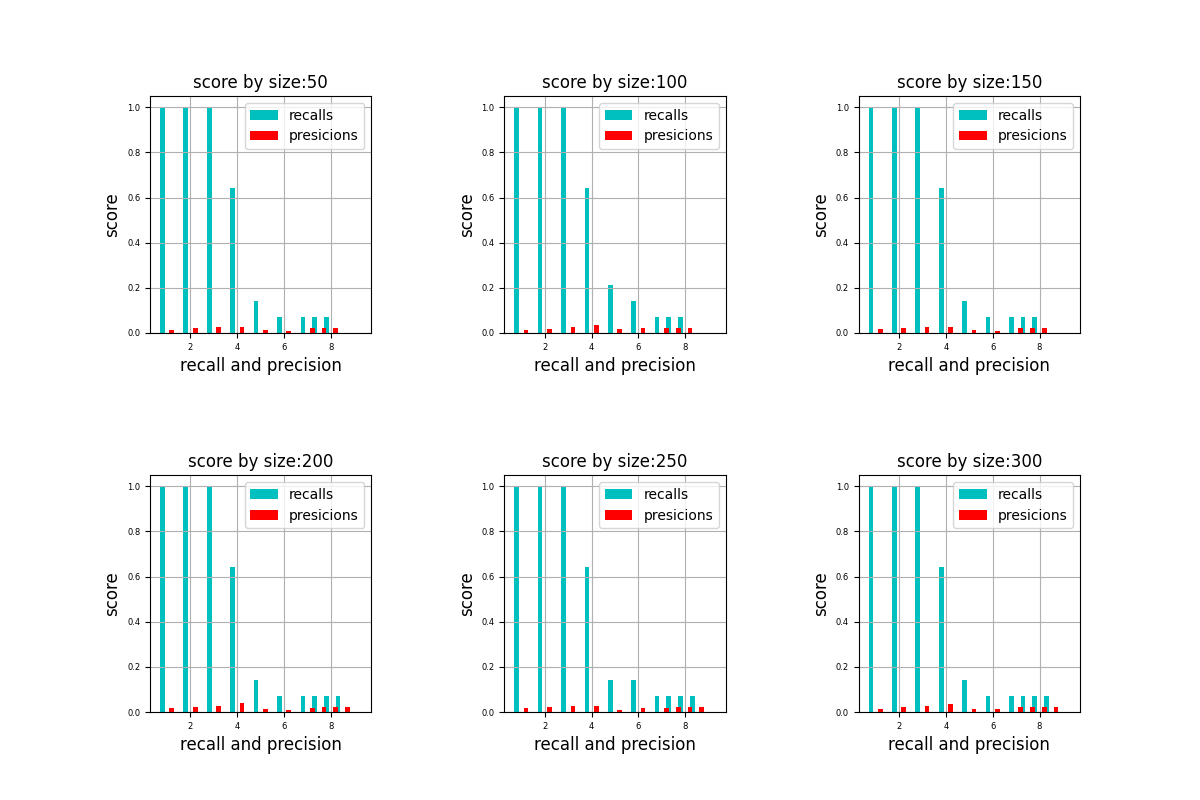 score by size:50
1.0
0.8
0.6
0.4
0.2
0.0
score
recalls
presicions
2 4 6 8
recall and precision
score by size:100
1.0
0.8
0.6
0.4
0.2
0.0
score
recalls
presicions
2 4 6 8
recall and precision
score by size:150
1.0
0.8
0.6
0.4
0.2
0.0
score
recalls
presicions
2 4 6 8
recall and precision
score by size:200
1.0
0.8
0.6
0.4
0.2
0.0
score
recalls
presicions
2 4 6 8
recall and precision
score by size:250
1.0
0.8
0.6
0.4
0.2
0.0
score
recalls
presicions
2 4 6 8
recall and precision
score by size:300
1.0
0.8
0.6
0.4
0.2
0.0
score
recalls
presicions
2 4 6 8
recall and precision